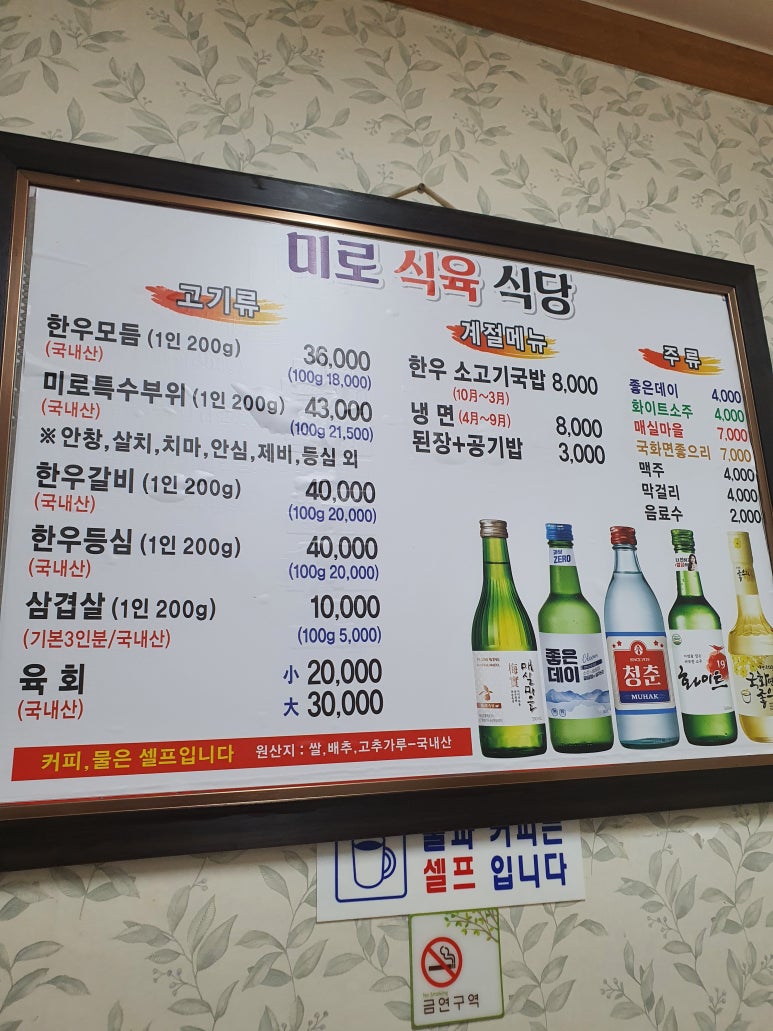 미로 식육 식당
고기류
한우모듬 (1인 200g) 36,000
(국내산) (100g 18,000)
미로특수부위 (1인 200g) 43,000
(국내산) (100g 21,500)
※안창,살치,치마,안심,제비,등심 외
한우갈비 (1인 200g) 40,000
(국내산) (100g 20,000)
한우등심 (1인 200g) 40,000
(국내산) (100g 20,000)
삼겹살 (1인 200g) 10,000
(기본3인분/국내산) (100g 5,000)
육 회 小 20,000
(국내산) 大 30,000
계절메뉴
한우 소고기국밥 8,000
(10月~3月)
냉 면 (4月~9月) 8,000
된장+공기밥 3,000
주 류
좋은데이 4,000
화이트소주 4,000
매실마을 7,000
국화면좋으리 7,000
맥주 4,000
막걸리 4,000
음료수 2,000
梅實 매실마을
ZERO
좋은
데이
청춘
MUHAK
화이트
19
커피,물은 셀프입니다 원산지 : 쌀,배추,고추가루-국내산
물과 커피는
셀프 입니다
금연구역